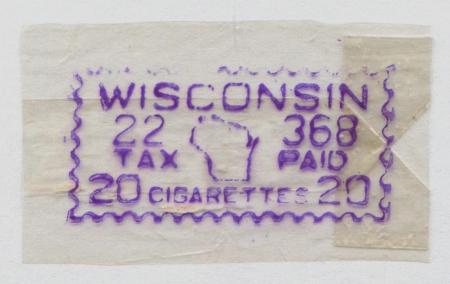 WISCONSIN
22 368
TAX PAID
20 CIGARETTES 20